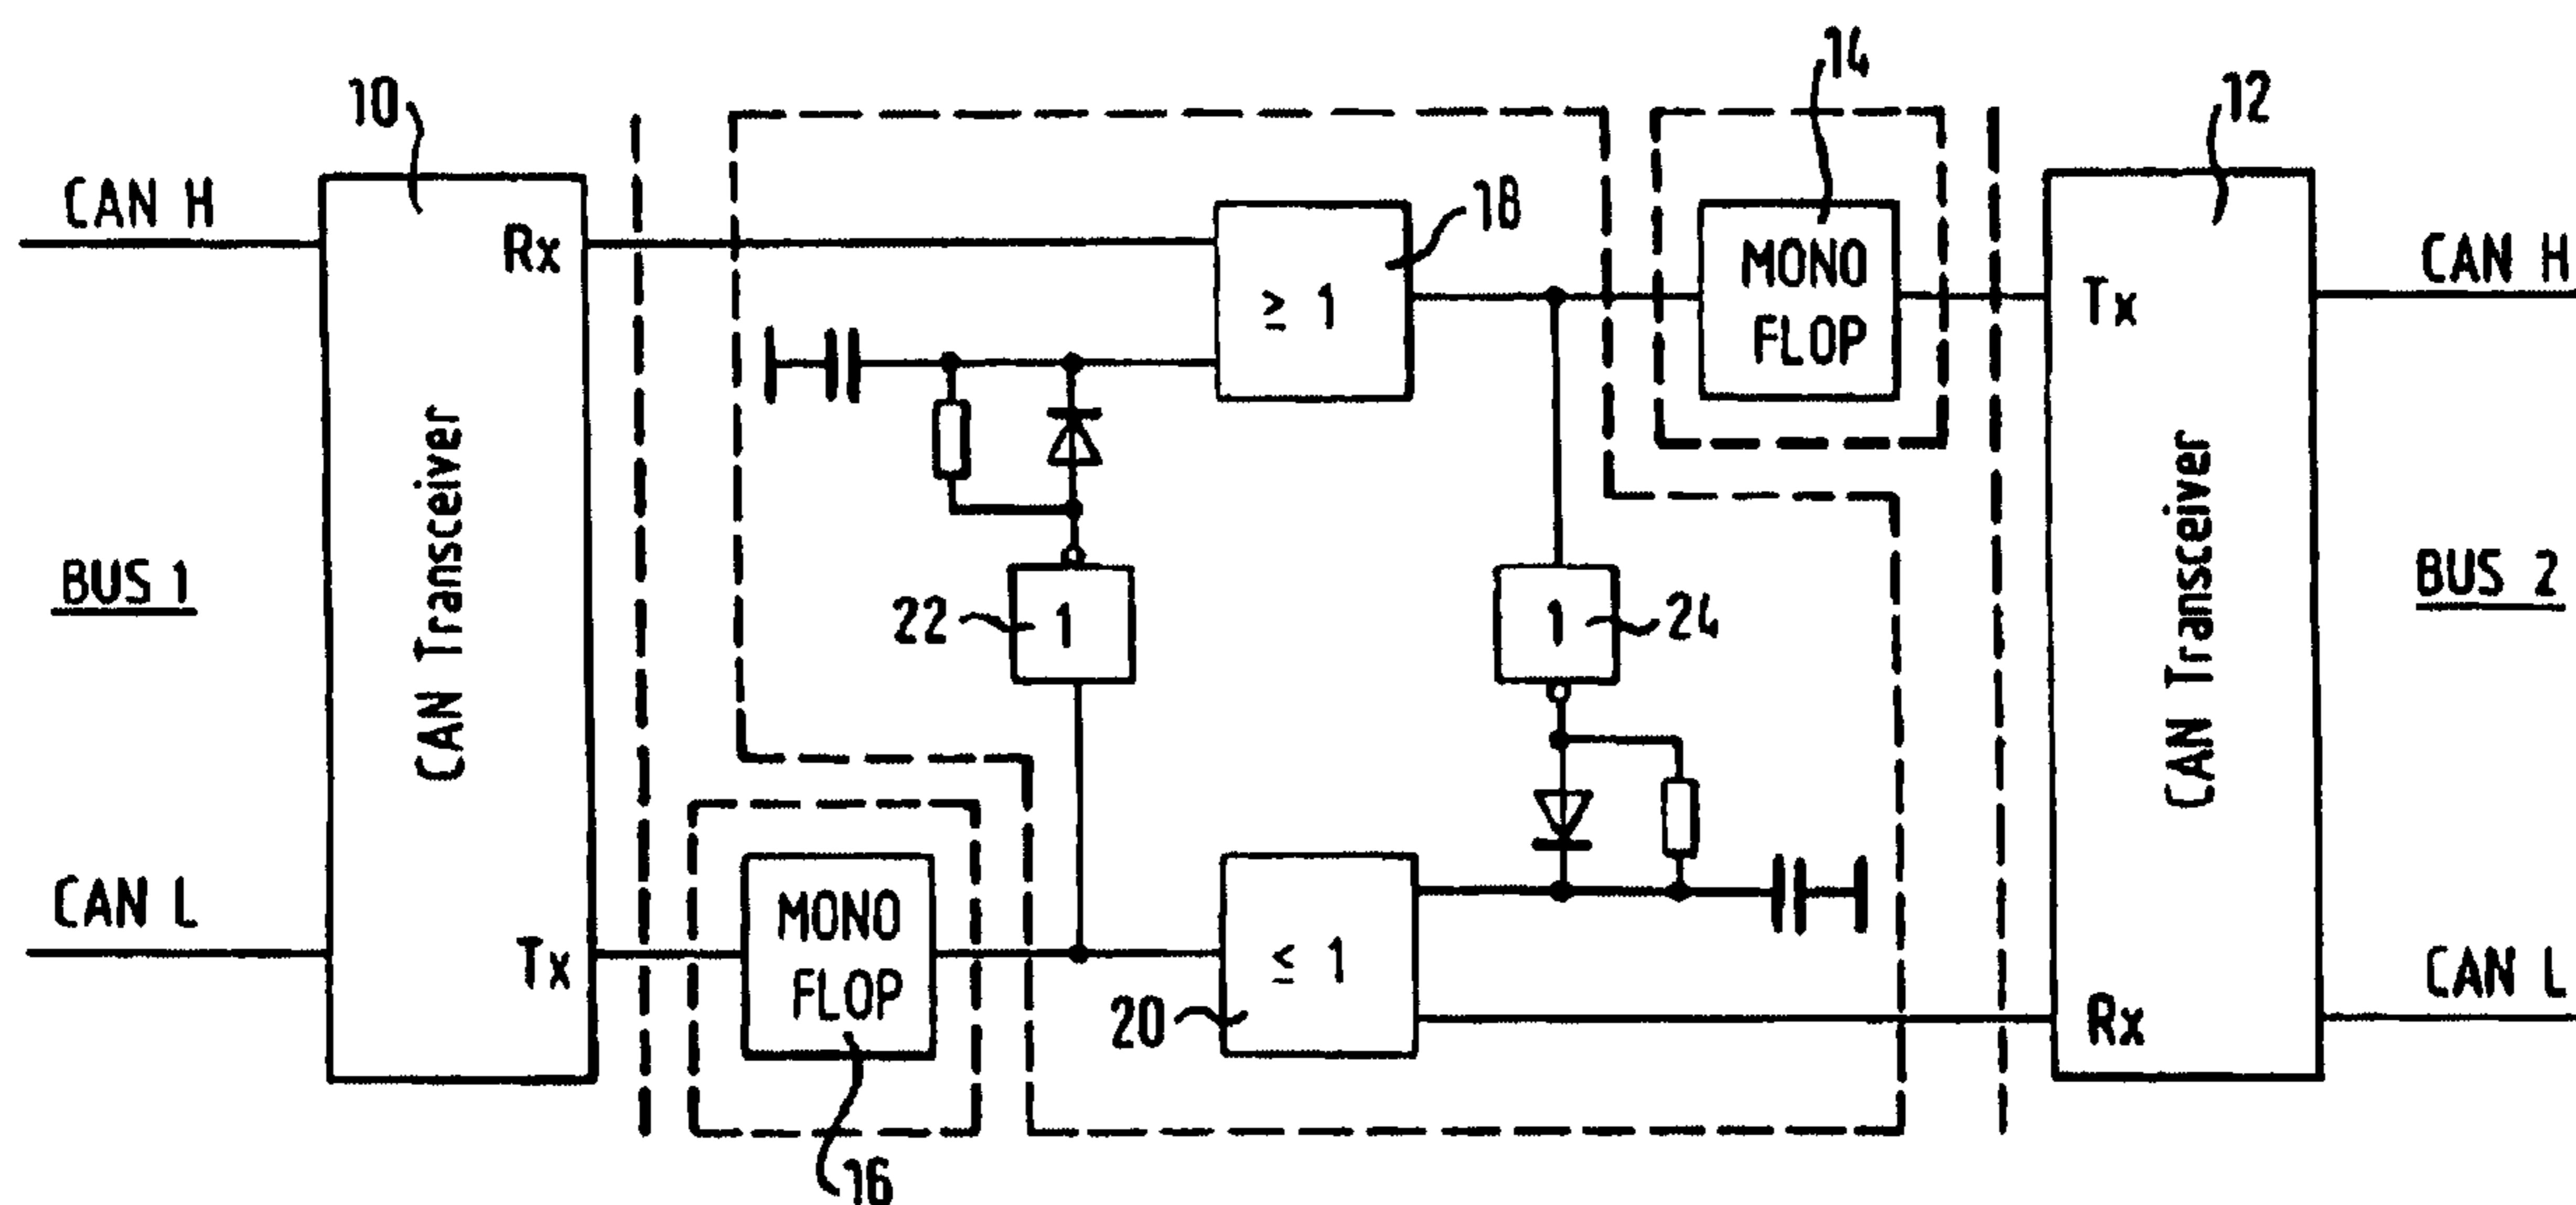 10
14
12
CAN H
Rx
18
MONO
FLOP
≥ 1
Tx
CAN H
CAN Transceiver
CAN Transceiver
BUS 1
22
1
1
24
BUS 2
CAN L
Tx
MONO
FLOP
≤ 1
20
Rx
CAN L
16